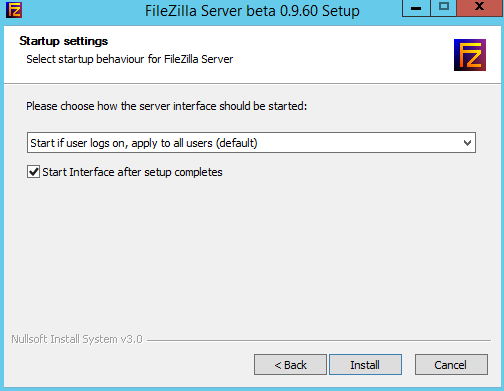 FileZilla Server beta 0.9.60 Setup
Startup settings
Select startup behaviour for FileZilla Server
Fz
Please choose how the server interface should be started:
Start if user logs on, apply to all users (default)
Start Interface after setup completes
Nullsoft Install System v3.0
< Back
Install
Cancel